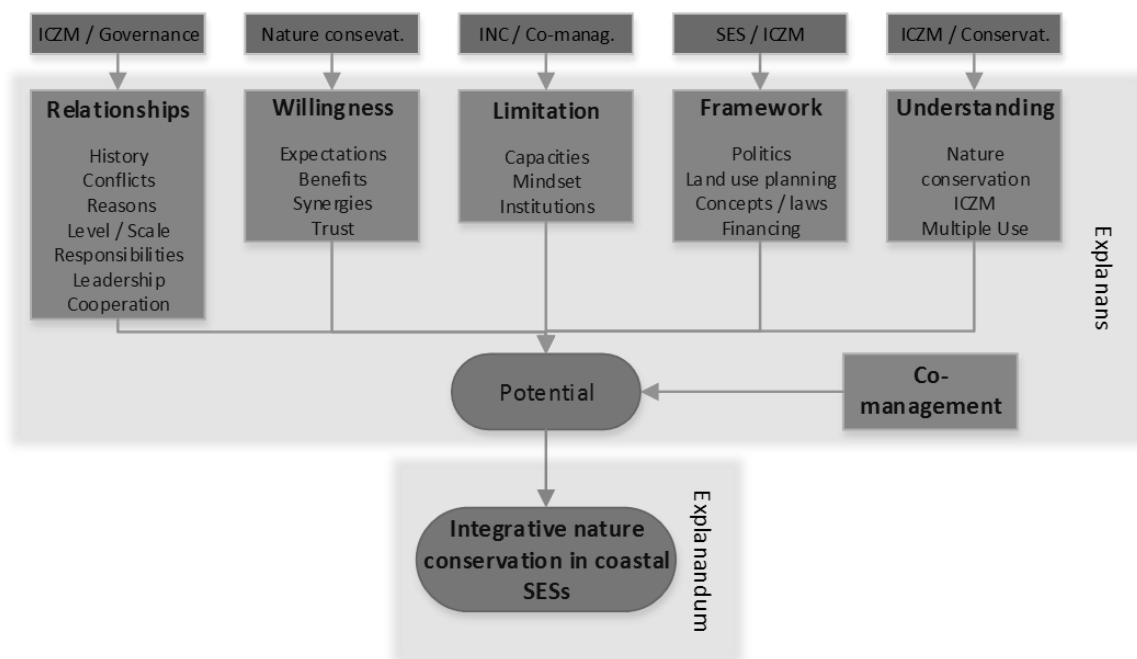 ICZM / Governance
Nature consevat.
INC / Co-manag.
SES / ICZM
ICZM / Conservat.
Relationships
History
Conflicts
Reasons
Level / Scale
Responsibilities
Leadership
Cooperation
Willingness
Expectations
Benefits
Synergies
Trust
Limitation
Capacities
Mindset
Institutions
Framework
Politics
Land use planning
Concepts / laws
Financing
Understanding
Nature
conservation
ICZM
Multiple Use
Explanans
Potential
Co-
management
Integrative nature
conservation in coastal
SESs
Explanandum